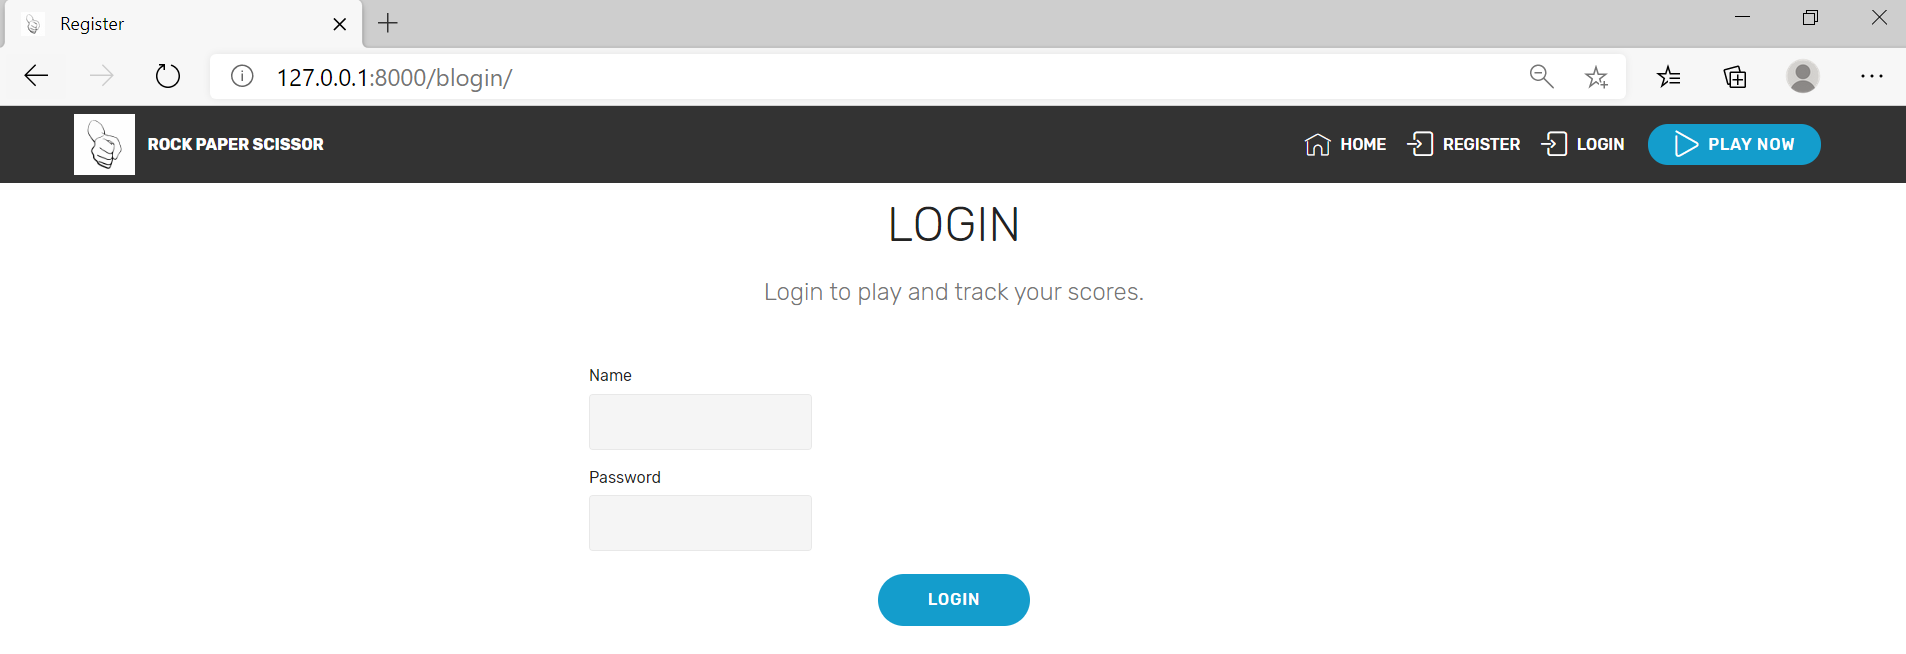 Register
127.0.0.1:8000/blogin/
ROCK PAPER SCISSOR
HOME
REGISTER
LOGIN
PLAY NOW
LOGIN
Login to play and track your scores.
Name
Password
LOGIN